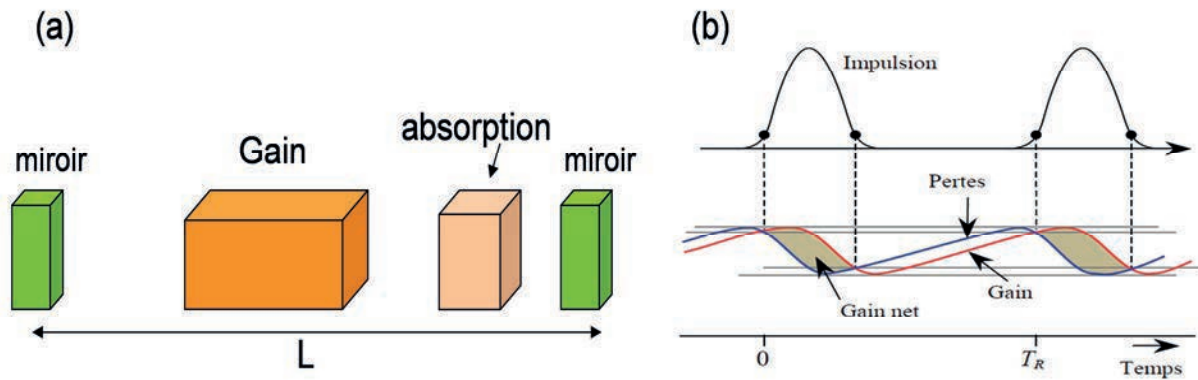 (a)
miroir
Gain
absorption
miroir
L
(b)
Impulsion
Pertes
Gain net
Gain
0
T_R
Temps